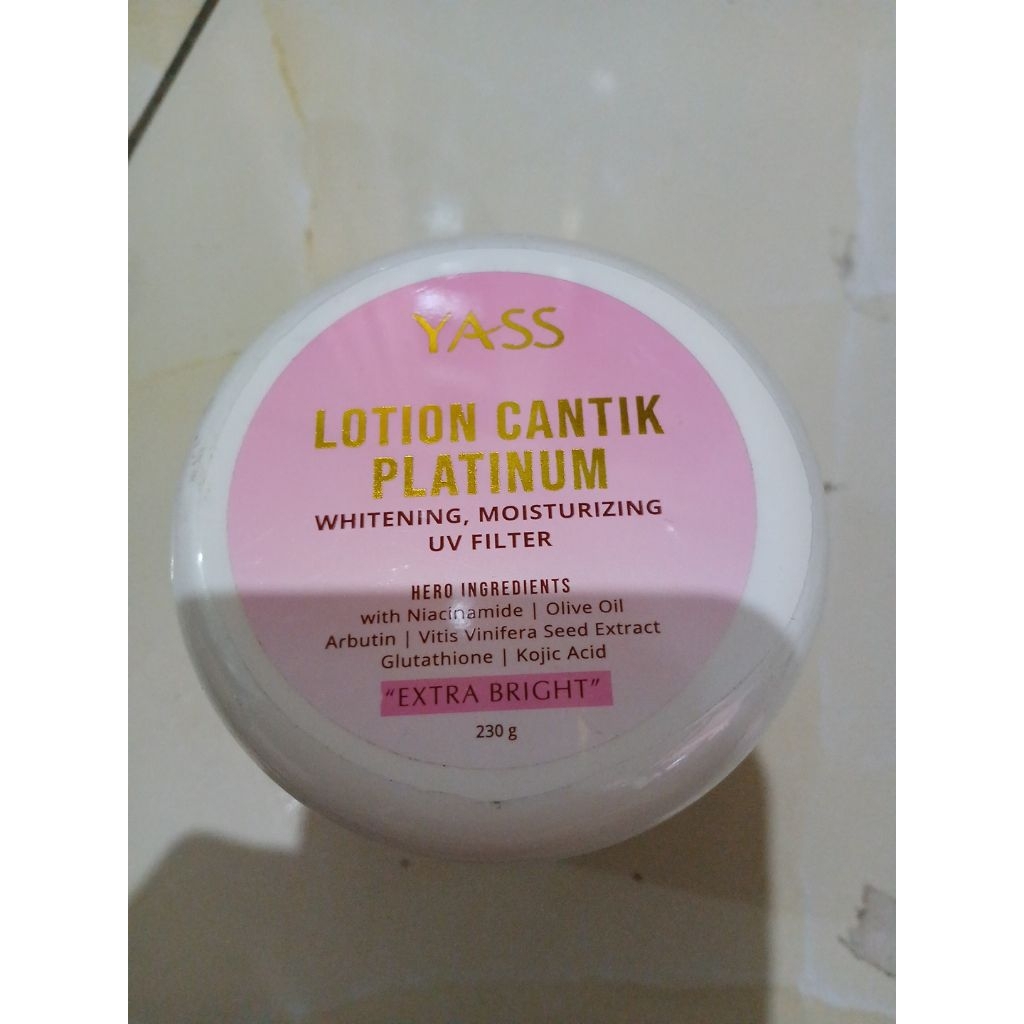 YASS
LOTION CANTIK
PLATINUM
WHITENING, MOISTURIZING
UV FILTER
HERO INGREDIENTS
with Niacinamide | Olive Oil
Arbutin | Vitis Vinifera Seed Extract
Glutathione | Kojic Acid
"EXTRA BRIGHT"
230 g